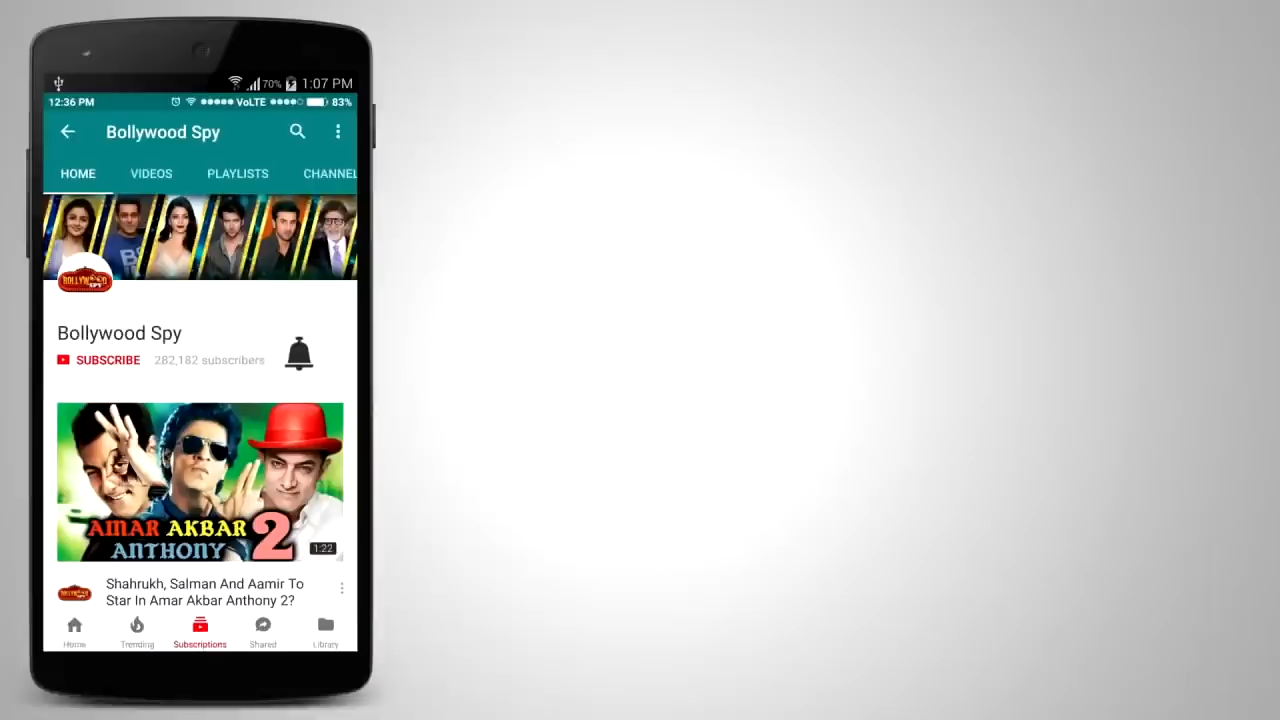 70% 1:07 PM
12:36 PM VoLTE 83%
Bollywood Spy
HOME VIDEOS PLAYLISTS CHANNEL
BOLLYWOOD
SPY
Bollywood Spy
SUBSCRIBE 282,182 subscribers
AMAR AKBAR
ANTHONY 2
1:22
Shahrukh, Salman And Aamir To
Star In Amar Akbar Anthony 2?
Home Trending Subscriptions Shared Library